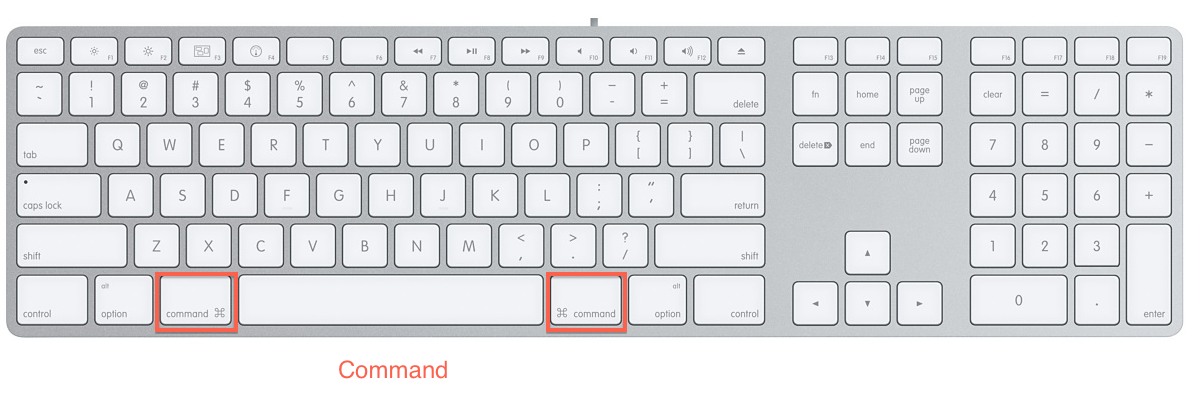 esc F1 F2 F3 F4 F5 F6 F7 F8 F9 F10 F11 F12 F13 F14 F15 F16 F17 F18 F19
~ ! @ # $ % ^ & * ( ) _ +
` 1 2 3 4 5 6 7 8 9 0 - = delete fn home page up clear = / *
tab Q W E R T Y U I O P { [ } ] | \ delete end page down 7 8 9 −
caps lock A S D F G H J K L : ; “ ‘ return 4 5 6 +
shift Z X C V B N M < , > . ? / shift 1 2 3
control alt option command ⌘ ⌘ command alt option control 0 . enter
Command